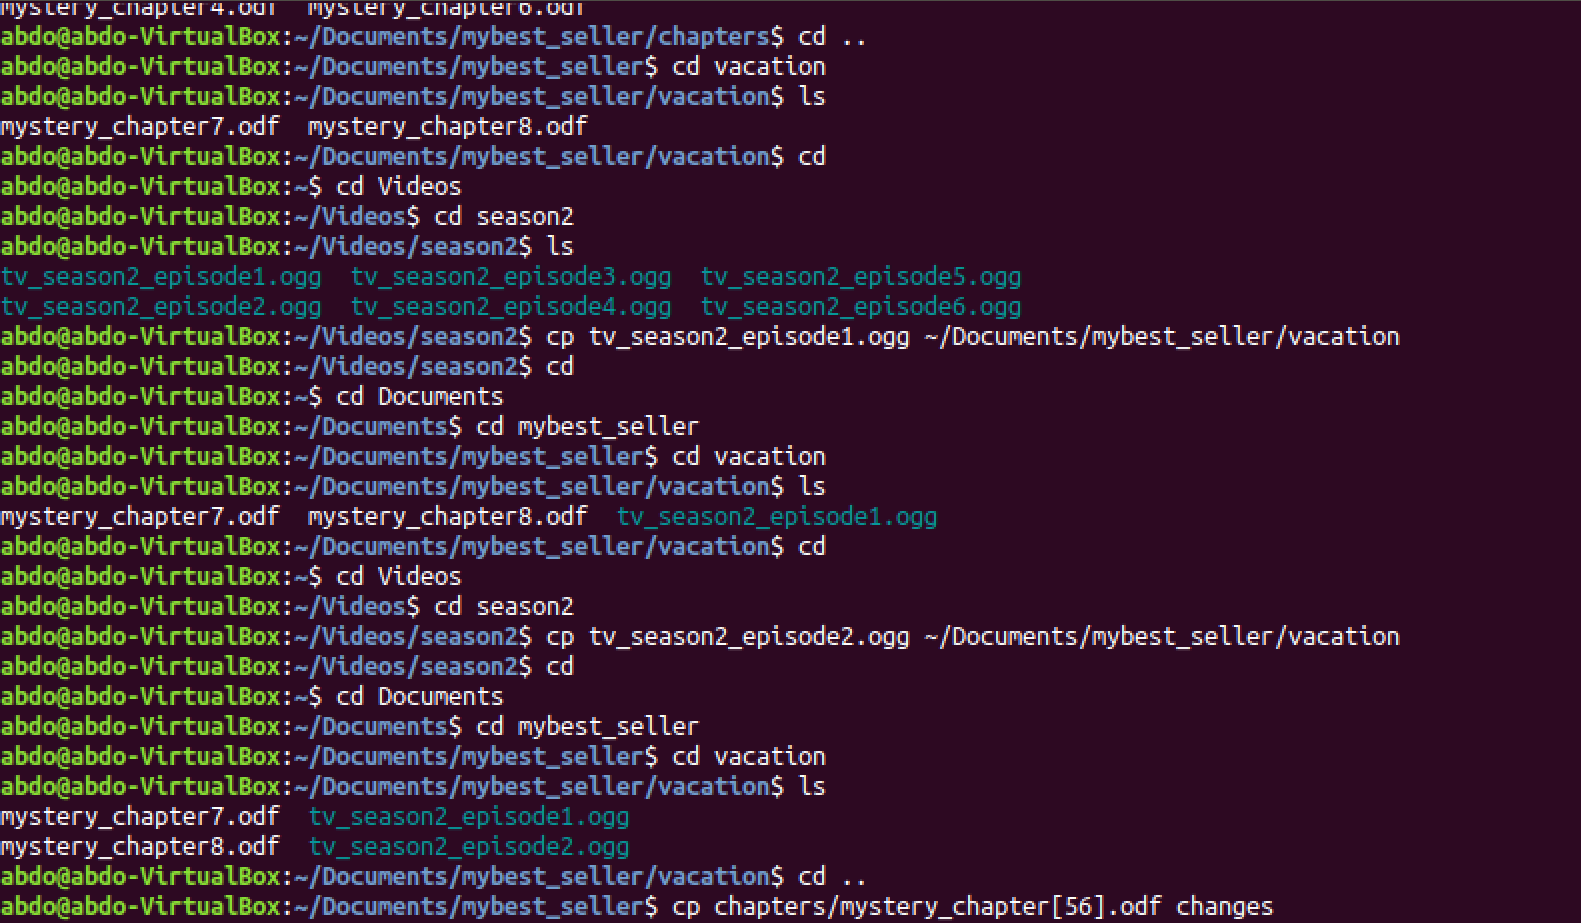 mystery_chapter4.odf  mystery_chapter6.odf
abdo@abdo-VirtualBox:~/Documents/mybest_seller/chapters$ cd ..
abdo@abdo-VirtualBox:~/Documents/mybest_seller$ cd vacation
abdo@abdo-VirtualBox:~/Documents/mybest_seller/vacation$ ls
mystery_chapter7.odf  mystery_chapter8.odf
abdo@abdo-VirtualBox:~/Documents/mybest_seller/vacation$ cd
abdo@abdo-VirtualBox:~$ cd Videos
abdo@abdo-VirtualBox:~/Videos$ cd season2
abdo@abdo-VirtualBox:~/Videos/season2$ ls
tv_season2_episode1.ogg  tv_season2_episode3.ogg  tv_season2_episode5.ogg
tv_season2_episode2.ogg  tv_season2_episode4.ogg  tv_season2_episode6.ogg
abdo@abdo-VirtualBox:~/Videos/season2$ cp tv_season2_episode1.ogg ~/Documents/mybest_seller/vacation
abdo@abdo-VirtualBox:~/Videos/season2$ cd
abdo@abdo-VirtualBox:~$ cd Documents
abdo@abdo-VirtualBox:~/Documents$ cd mybest_seller
abdo@abdo-VirtualBox:~/Documents/mybest_seller$ cd vacation
abdo@abdo-VirtualBox:~/Documents/mybest_seller/vacation$ ls
mystery_chapter7.odf  mystery_chapter8.odf  tv_season2_episode1.ogg
abdo@abdo-VirtualBox:~/Documents/mybest_seller/vacation$ cd
abdo@abdo-VirtualBox:~$ cd Videos
abdo@abdo-VirtualBox:~/Videos$ cd season2
abdo@abdo-VirtualBox:~/Videos/season2$ cp tv_season2_episode2.ogg ~/Documents/mybest_seller/vacation
abdo@abdo-VirtualBox:~/Videos/season2$ cd
abdo@abdo-VirtualBox:~$ cd Documents
abdo@abdo-VirtualBox:~/Documents$ cd mybest_seller
abdo@abdo-VirtualBox:~/Documents/mybest_seller$ cd vacation
abdo@abdo-VirtualBox:~/Documents/mybest_seller/vacation$ ls
mystery_chapter7.odf  tv_season2_episode1.ogg
mystery_chapter8.odf  tv_season2_episode2.ogg
abdo@abdo-VirtualBox:~/Documents/mybest_seller/vacation$ cd ..
abdo@abdo-VirtualBox:~/Documents/mybest_seller$ cp chapters/mystery_chapter[56].odf changes